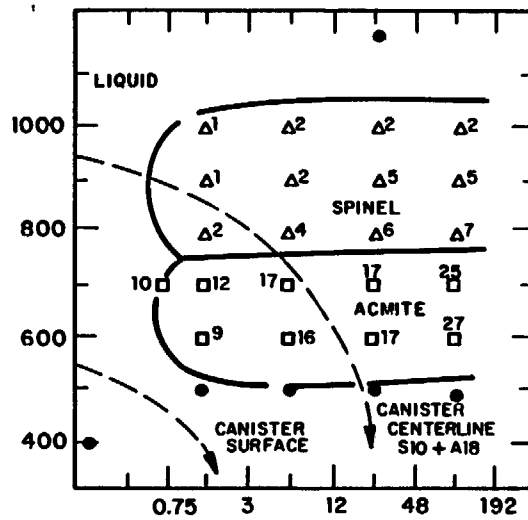 LIQUID
1000
1 2 2 2
1 2 5 5
SPINEL
800
2 4 6 7
10 12 17 17 25
ACMITE
600
9 16 17 27
CANISTER SURFACE
CANISTER CENTERLINE
S10 + A18
400
0.75 3 12 48 192